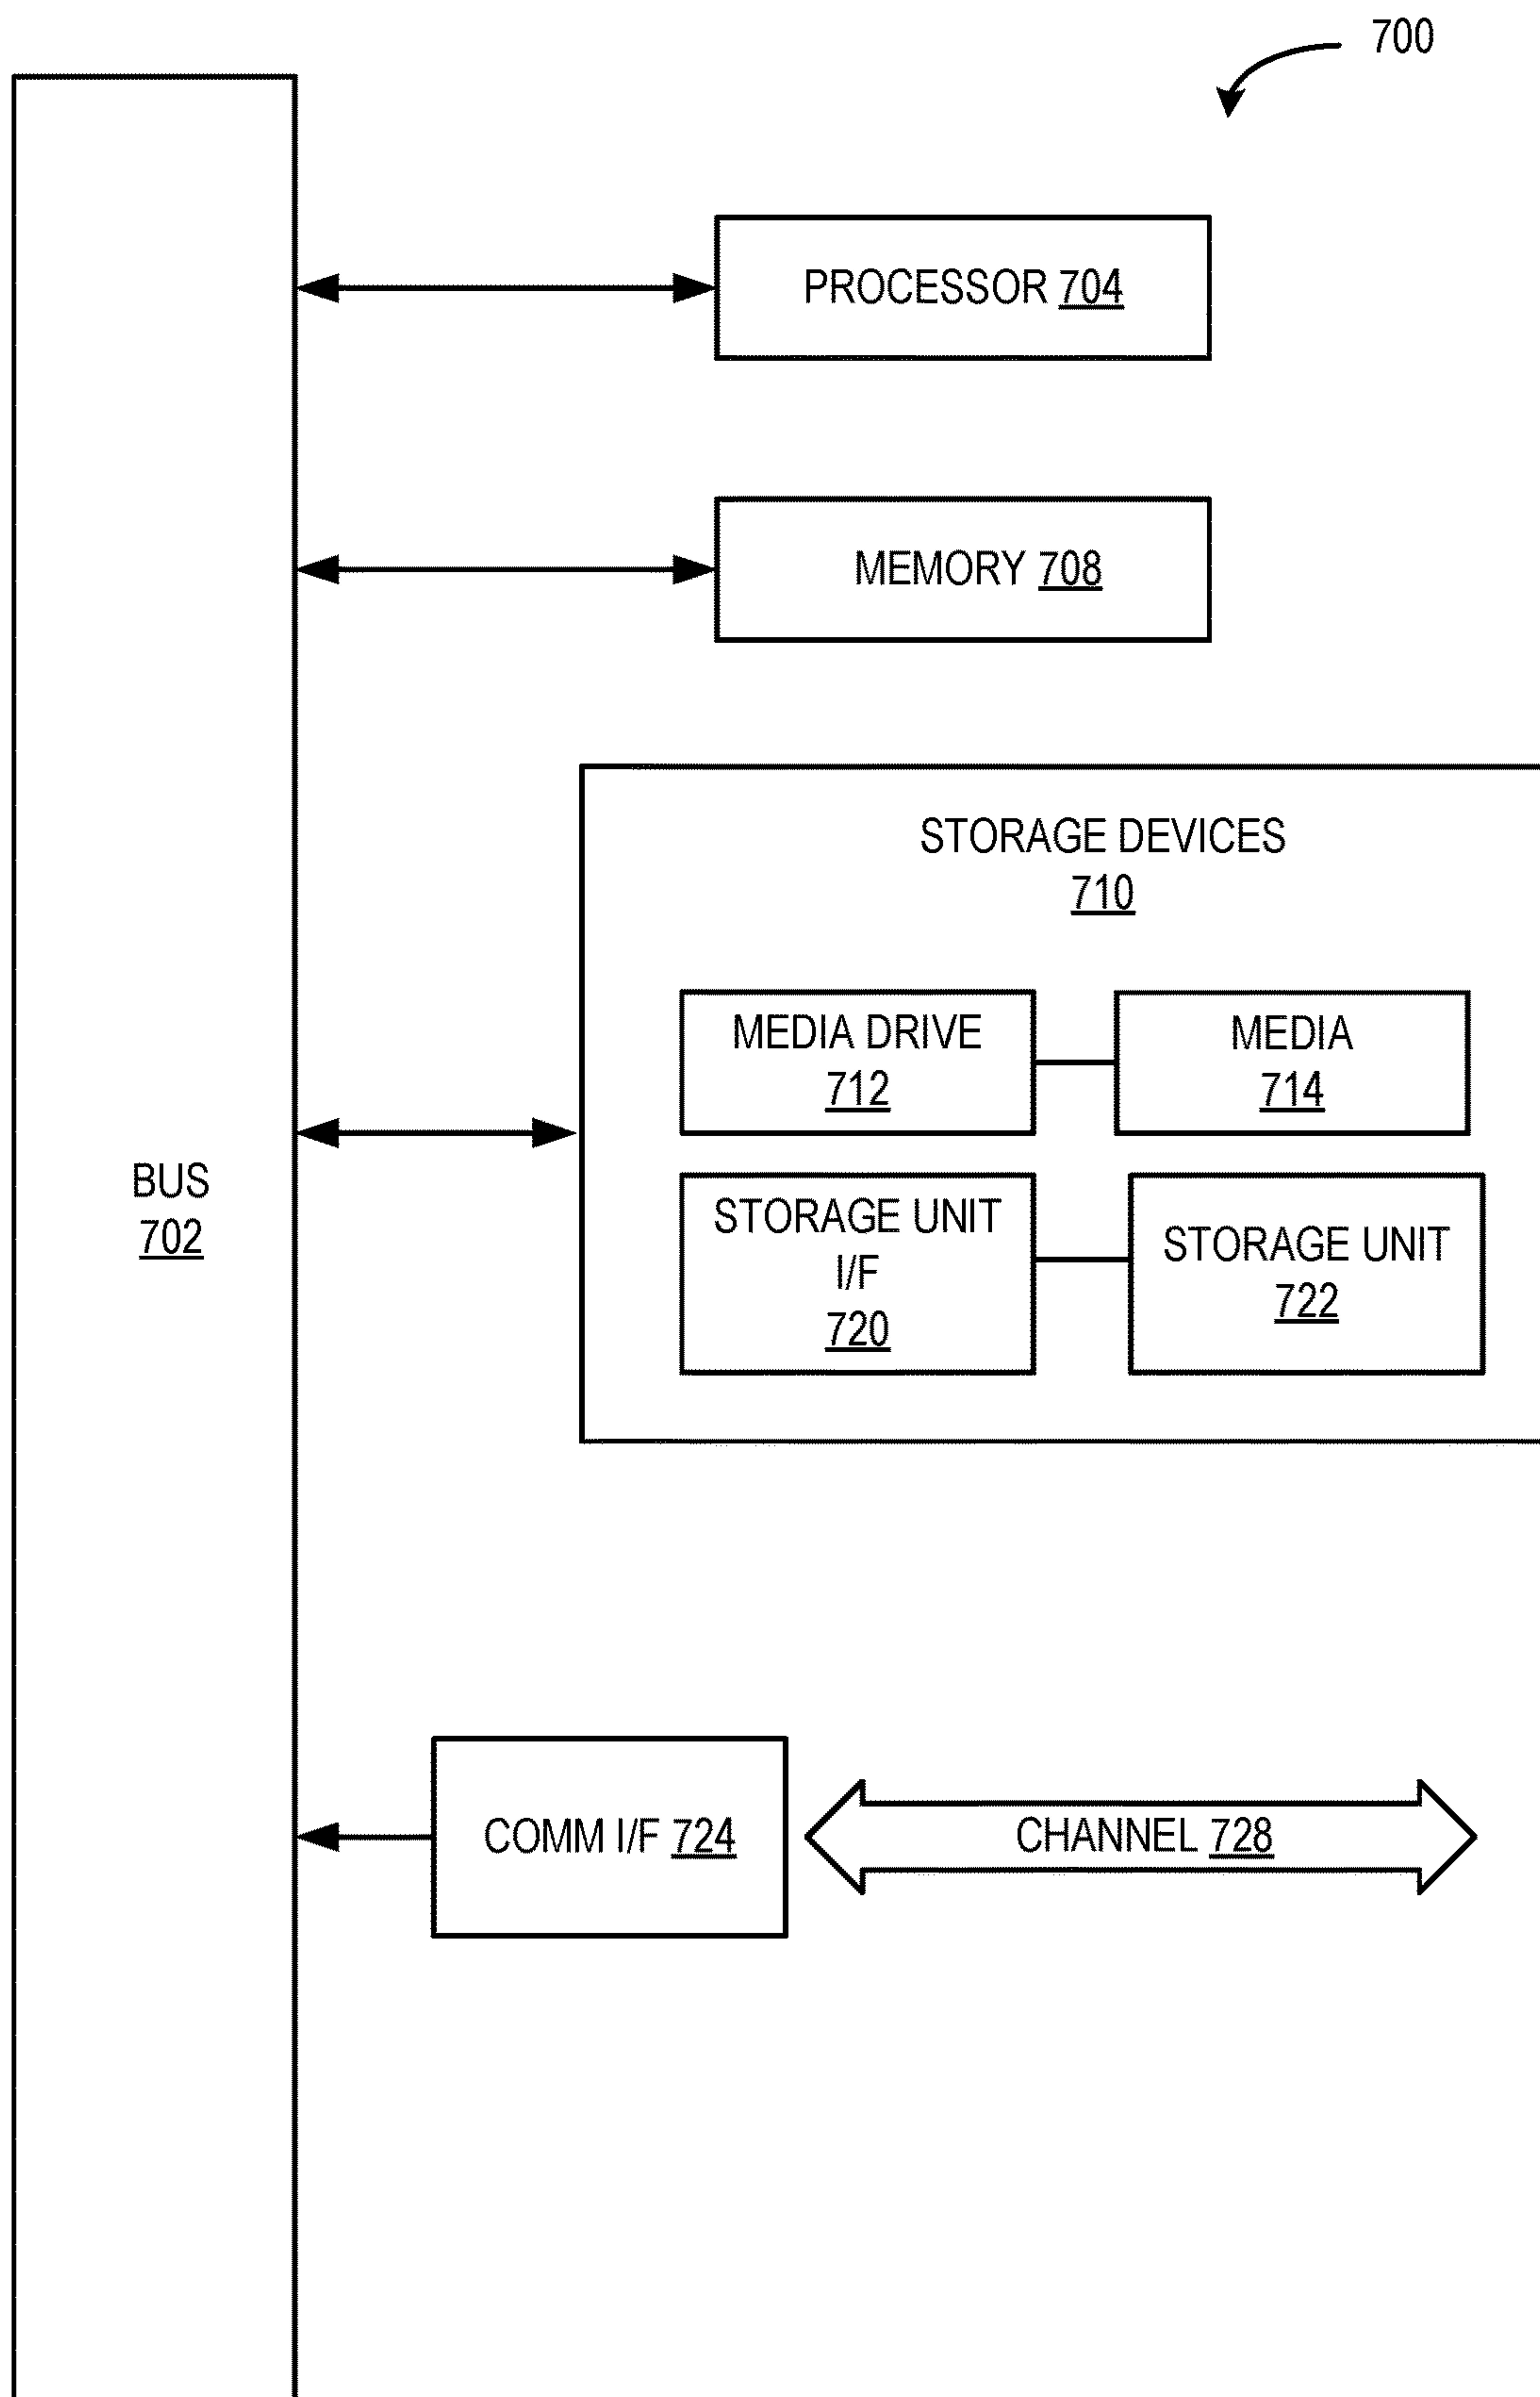 700
PROCESSOR 704
MEMORY 708
STORAGE DEVICES
710
MEDIA DRIVE
712
MEDIA
714
BUS
702
STORAGE UNIT
I/F
720
STORAGE UNIT
722
COMM I/F 724
CHANNEL 728